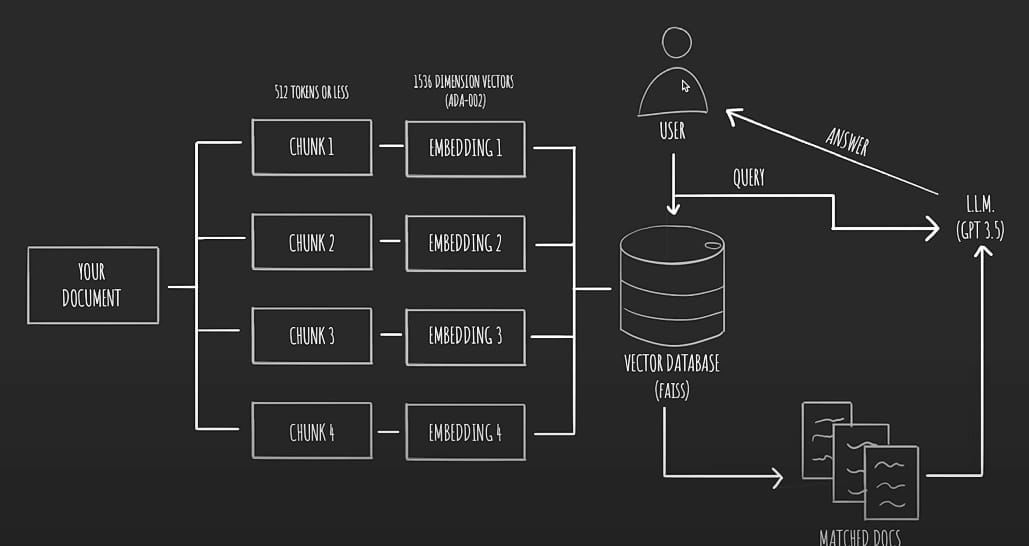 512 TOKENS OR LESS
1536 DIMENSION VECTORS
(ADA-002)
YOUR
DOCUMENT
CHUNK 1
EMBEDDING 1
CHUNK 2
EMBEDDING 2
CHUNK 3
EMBEDDING 3
CHUNK 4
EMBEDDING 4
USER
QUERY
ANSWER
L.L.M.
(GPT 3.5)
VECTOR DATABASE
(FAISS)
MATCHED DOCS